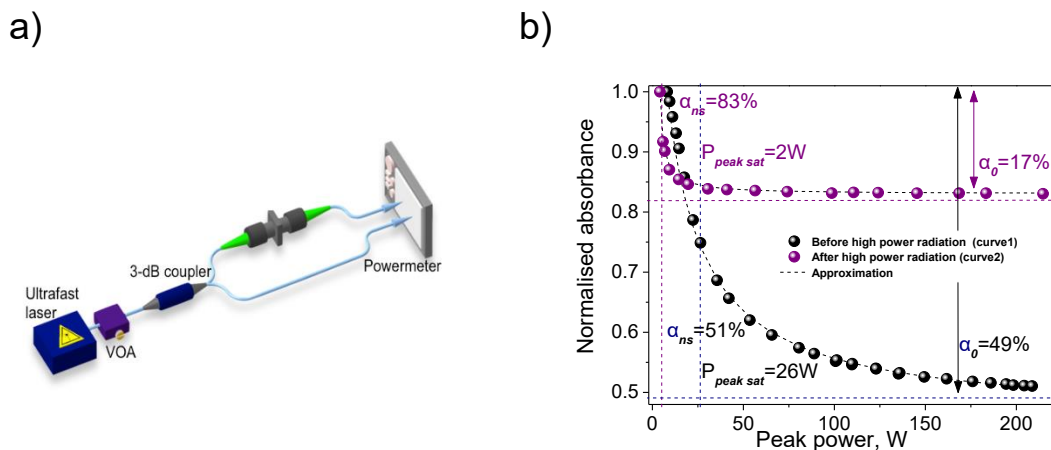 a)
b)
Ultrafast
laser
VOA
3-dB coupler
Powermeter
Normalised absorbance
1.0
0.9
0.8
0.7
0.6
0.5
0
50
100
150
200
Peak power, W
αns=83%
Ppeak sat=2W
α0=17%
Before high power radiation (curve1)
After high power radiation (curve2)
Approximation
αns=51%
Ppeak sat=26W
α0=49%